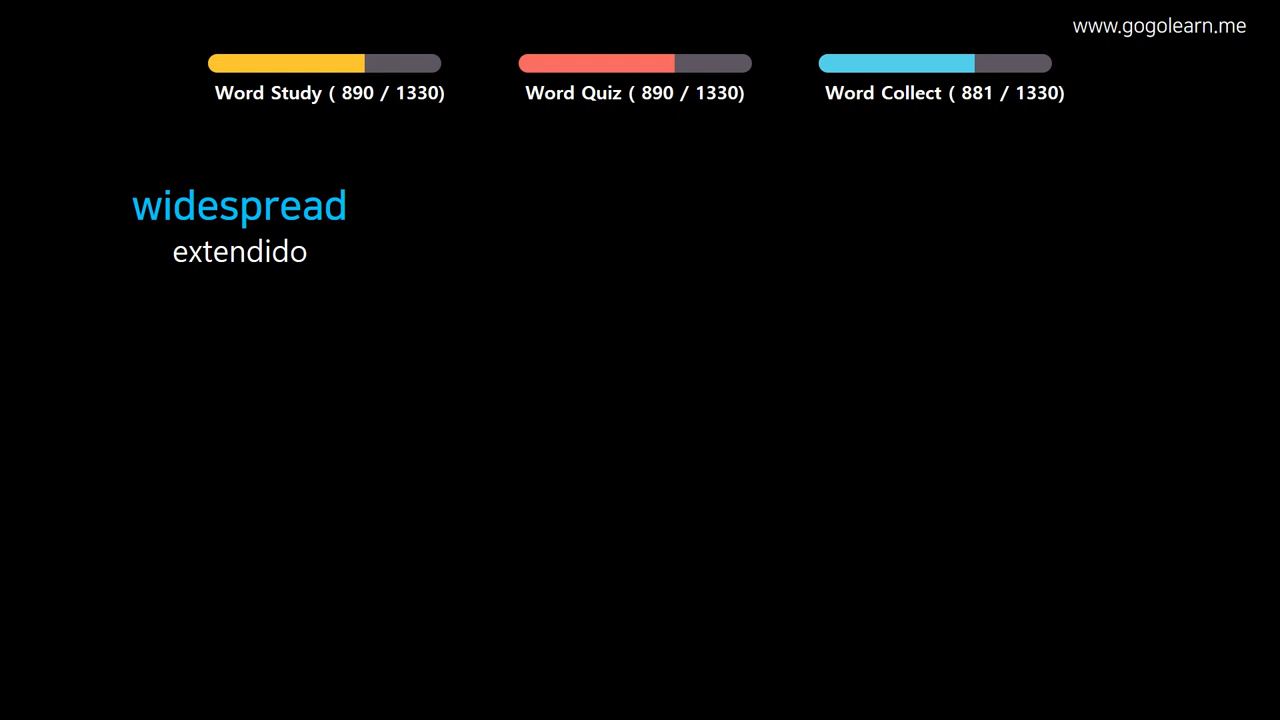 www.gogolearn.me
Word Study ( 890 / 1330)
Word Quiz ( 890 / 1330)
Word Collect ( 881 / 1330)
widespread
extendido